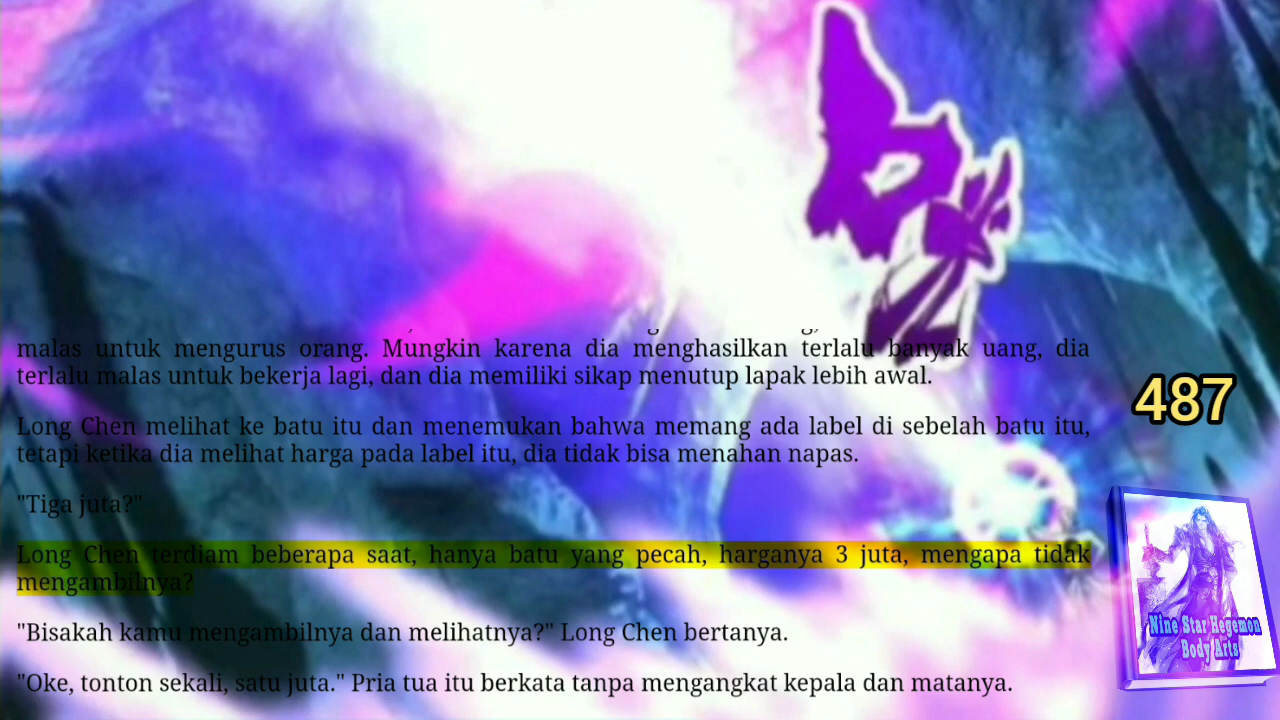 malas untuk mengurus orang. Mungkin karena dia menghasilkan terlalu banyak uang, dia
terlalu malas untuk bekerja lagi, dan dia memiliki sikap menutup lapak lebih awal.
Long Chen melihat ke batu itu dan menemukan bahwa memang ada label di sebelah batu itu,
tetapi ketika dia melihat harga pada label itu, dia tidak bisa menahan napas.
"Tiga juta?"
Long Chen terdiam beberapa saat, hanya batu yang pecah, harganya 3 juta, mengapa tidak
mengambilnya?
"Bisakah kamu mengambilnya dan melihatnya?" Long Chen bertanya.
"Oke, tonton sekali, satu juta." Pria tua itu berkata tanpa mengangkat kepala dan matanya.
487
Nine Star Hegemon
Body Arts